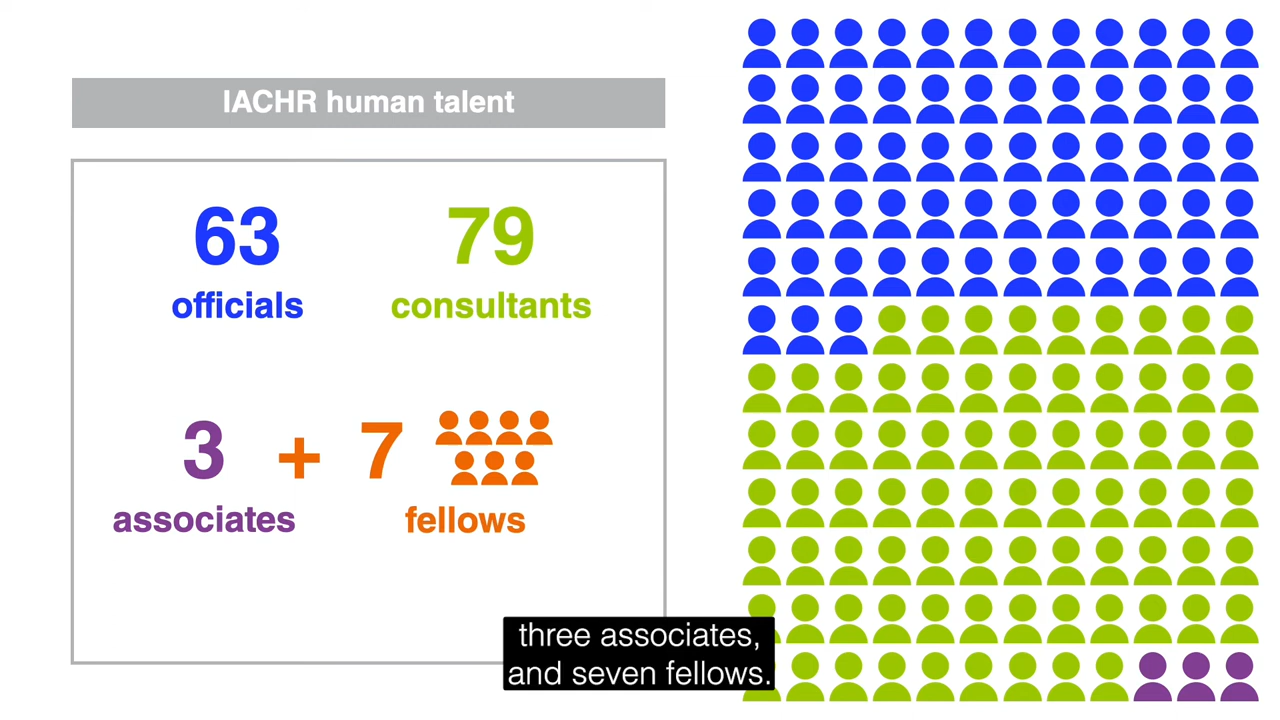 IACHR human talent
63
officials
79
consultants
3
associates
+
7
fellows
three associates,
and seven fellows.